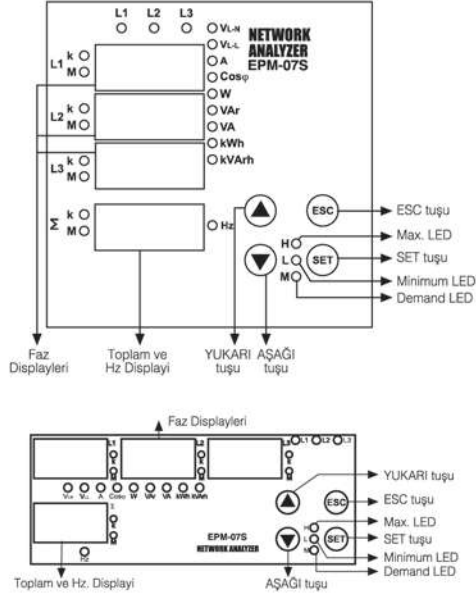 L1 L2 L3
VL-N
NETWORK
ANALYZER
EPM-07S
VL-L
A
Cosφ
W
VAr
VA
kWh
kVArh
L1 k
M
L2 k
M
L3 k
M
Σ k
M
Hz
ESC
SET
H
L
M
ESC tuşu
Max. LED
SET tuşu
Minimum LED
Demand LED
Faz
Displayleri
Toplam ve
Hz Displayi
YUKARI
tuşu
AŞAĞI
tuşu
Faz Displayleri
L1 L2 L3 L1 L2 L3
K M K M K M
VLN VLL A Cosφ W VAr VA kWh kVArh
Σ
K
M
Hz
EPM-07S
NETWORK ANALYZER
ESC
SET
H
L
M
YUKARI tuşu
ESC tuşu
Max. LED
SET tuşu
Minimum LED
Demand LED
Toplam ve Hz. Displayi
AŞAĞI tuşu